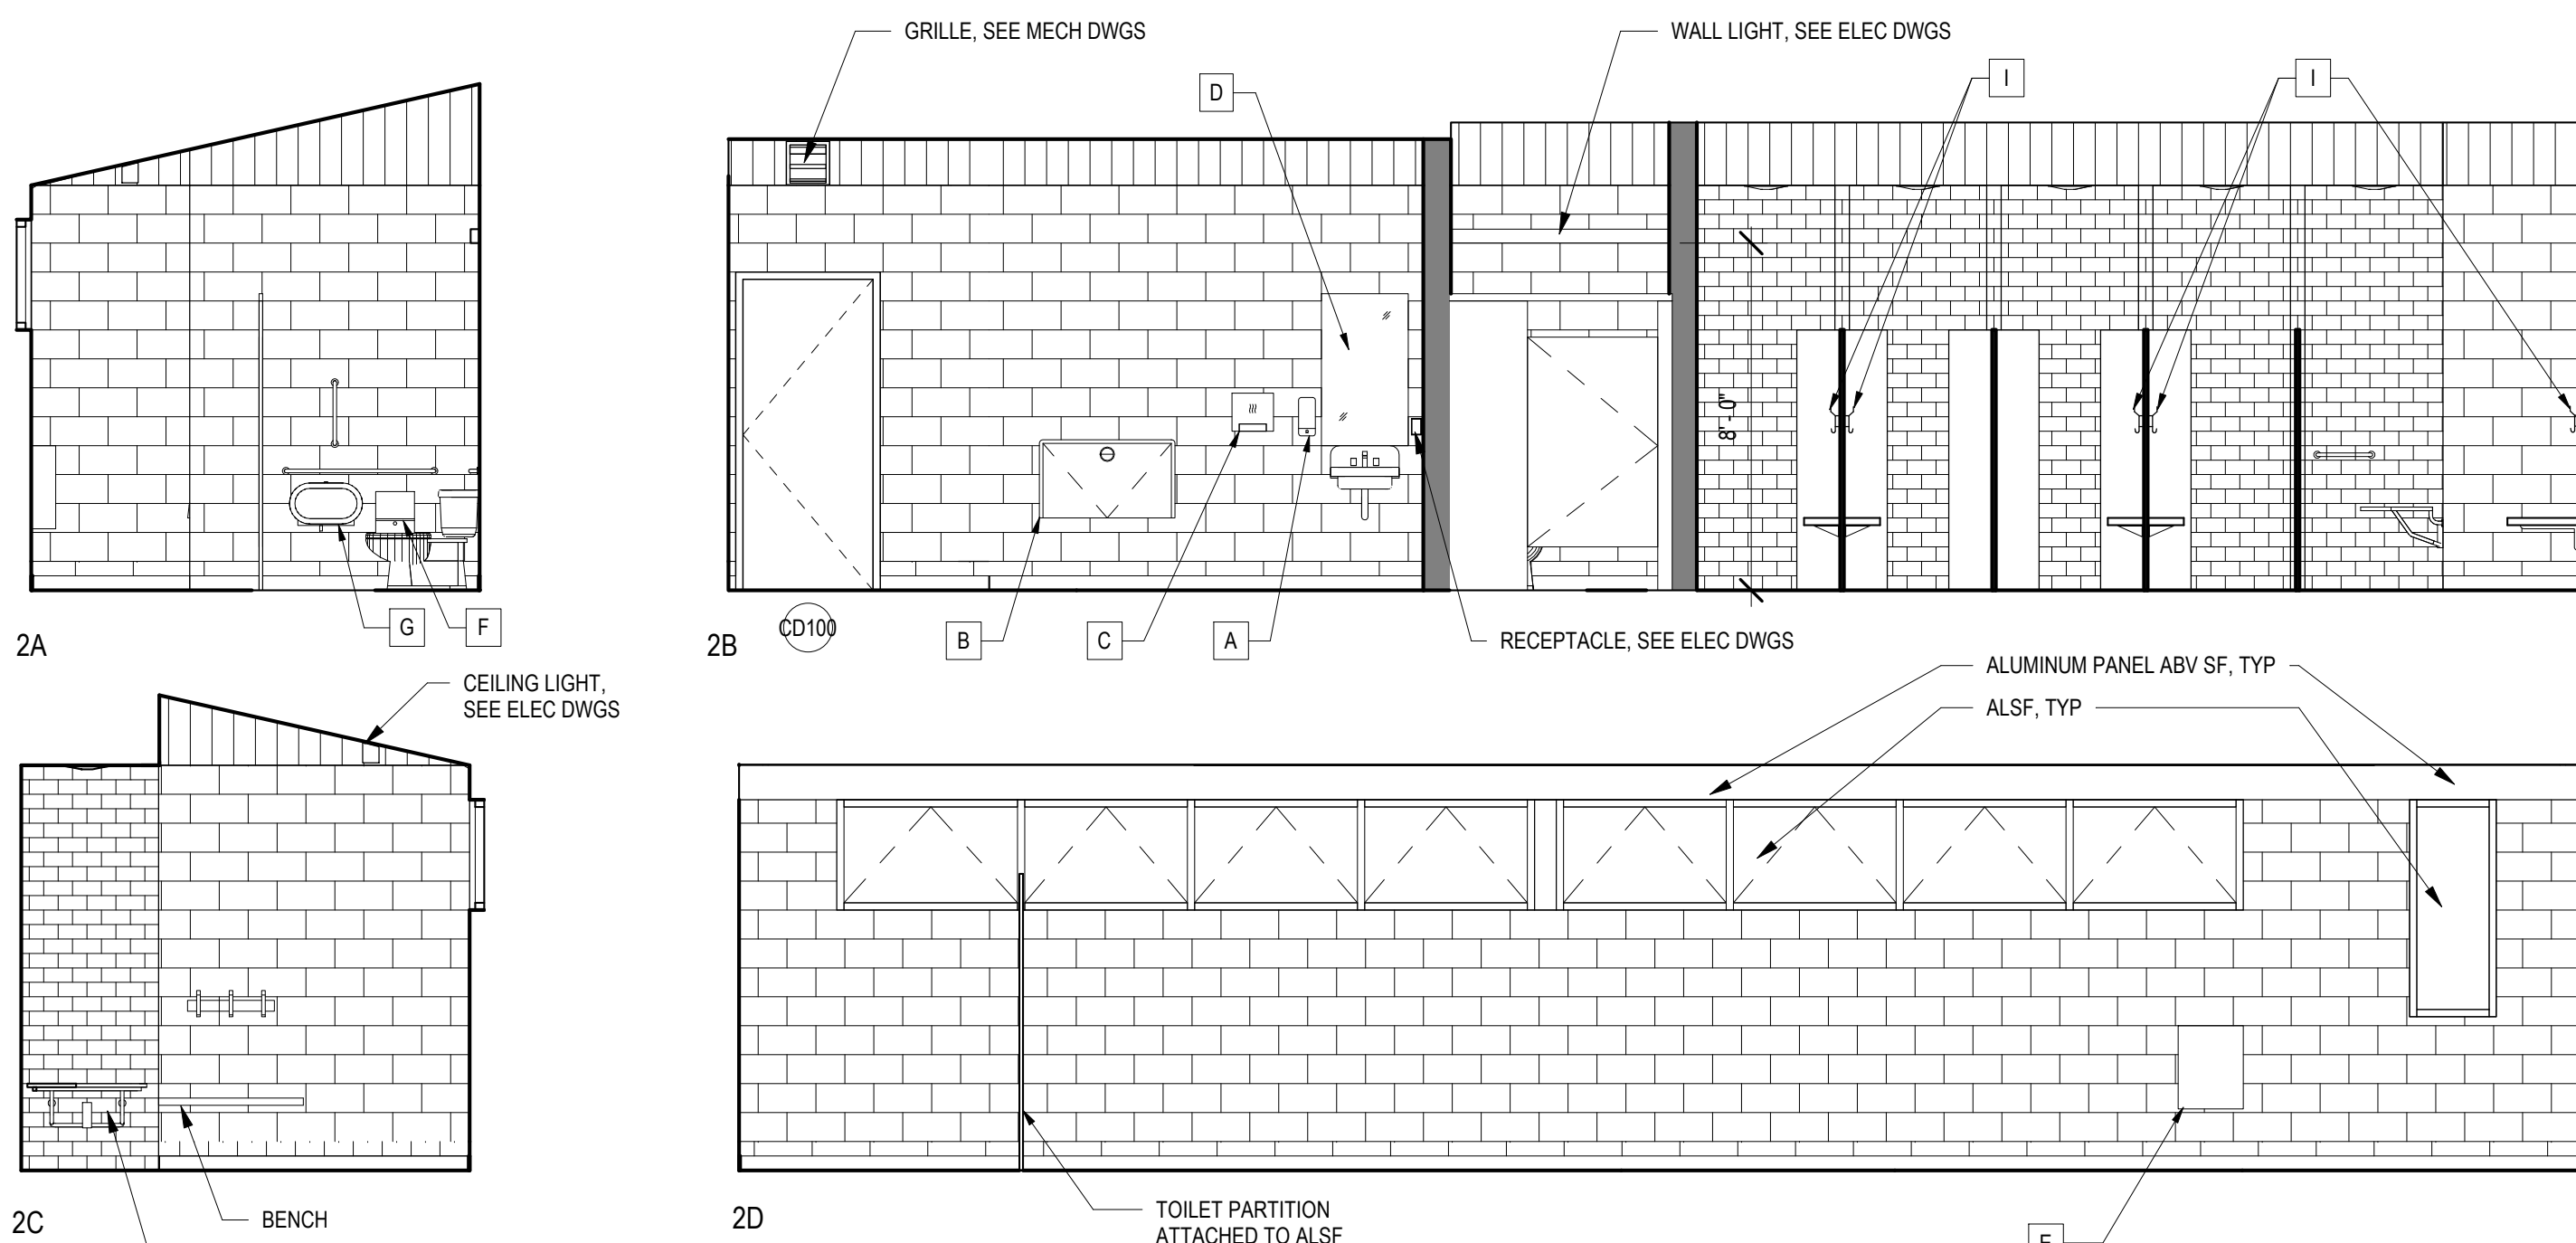 GRILLE, SEE MECH DWGS
WALL LIGHT, SEE ELEC DWGS
D
I
I
8'-0"
G
F
2A
CD100
2B
B
C
A
RECEPTACLE, SEE ELEC DWGS
CEILING LIGHT,
SEE ELEC DWGS
ALUMINUM PANEL ABV SF, TYP
ALSF, TYP
2C
BENCH
2D
TOILET PARTITION
ATTACHED TO ALSF